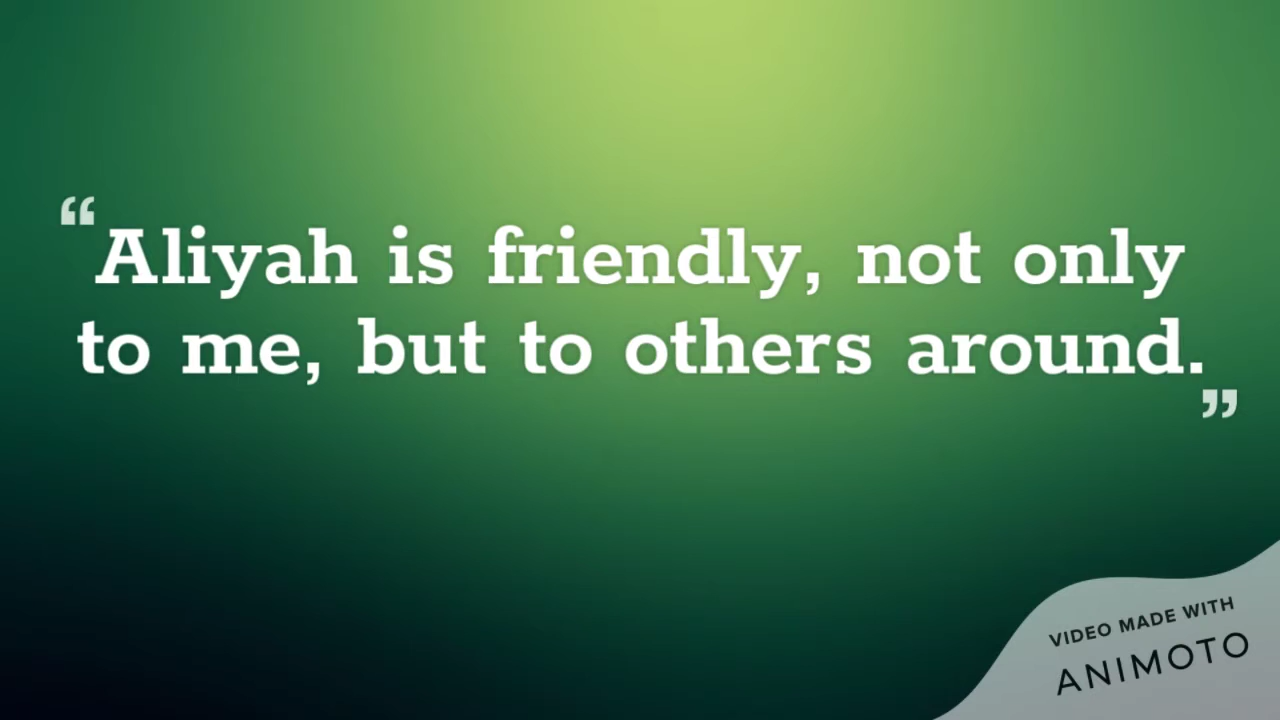 “Aliyah is friendly, not only
to me, but to others around.”
VIDEO MADE WITH
ANIMOTO